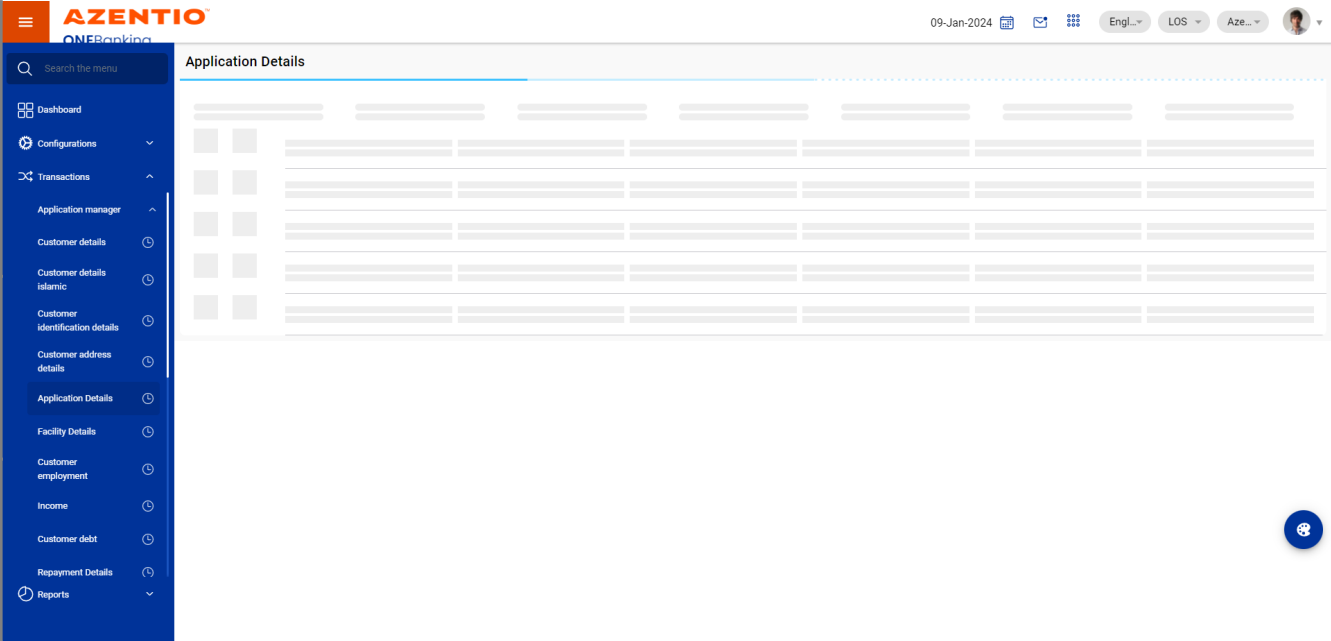 AZENTIO™
ONEBanking
09-Jan-2024
Engl...
LOS
Aze...
Search the menu
Dashboard
Configurations
Transactions
Application manager
Customer details
Customer details
islamic
Customer
identification details
Customer address
details
Application Details
Facility Details
Customer
employment
Income
Customer debt
Repayment Details
Reports
Application Details